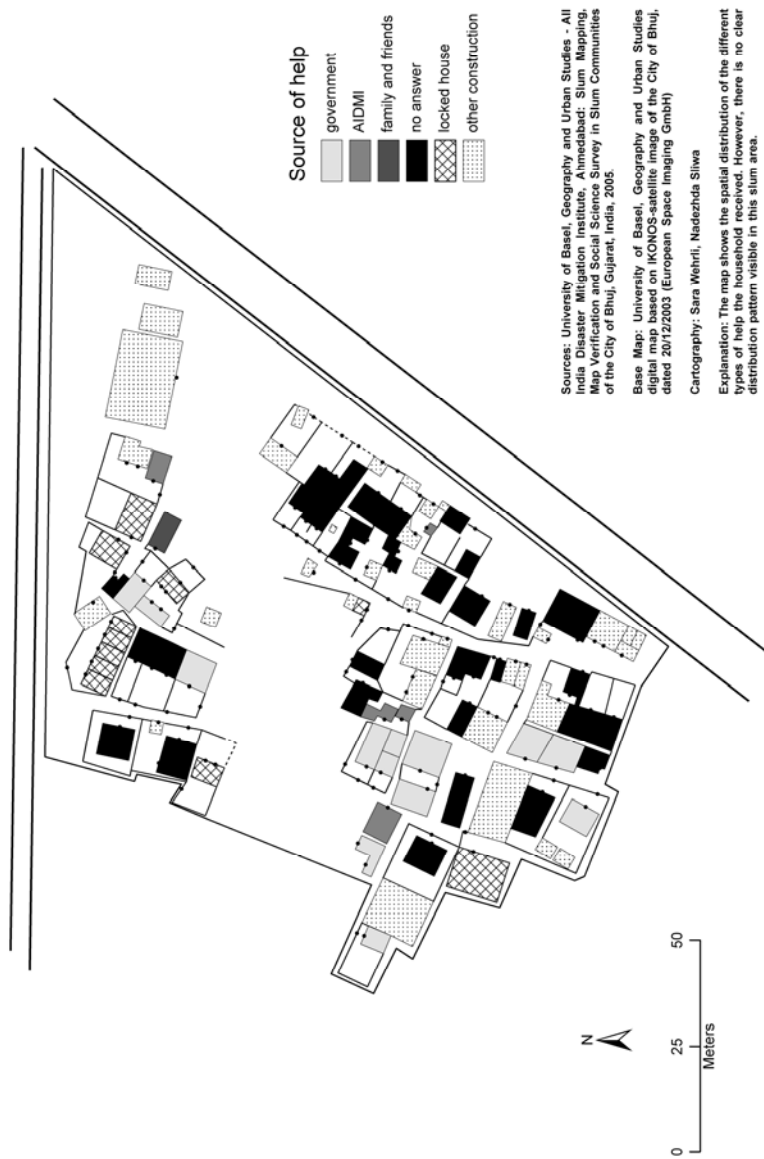 Source of help
government
AIDMI
family and friends
no answer
locked house
other construction
Sources: University of Basel, Geography and Urban Studies - All
India Disaster Mitigation Institute, Ahmedabad: Slum Mapping,
Map Verification and Social Science Survey in Slum Communities
of the City of Bhuj, Gujarat, India, 2005.
Base Map: University of Basel, Geography and Urban Studies
digital map based on IKONOS-satellite image of the City of Bhuj,
dated 20/12/2003 (European Space Imaging GmbH)
Cartography: Sara Wehrli, Nadezhda Sliwa
Explanation: The map shows the spatial distribution of the different
types of help the household received. However, there is no clear
distribution pattern visible in this slum area.
N
0 25 50
Meters